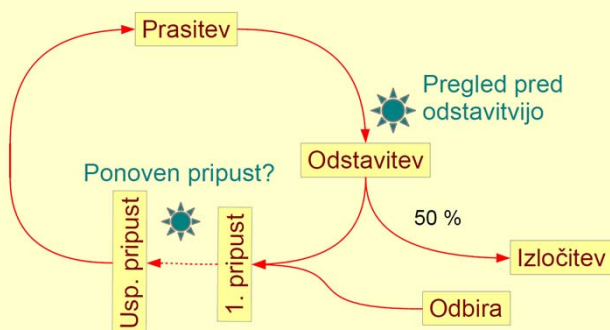 Prasitev
Pregled pred
odstavitvijo
Odstavitev
Ponoven pripust?
50 %
Usp. pripust
1. pripust
Izločitev
Odbira